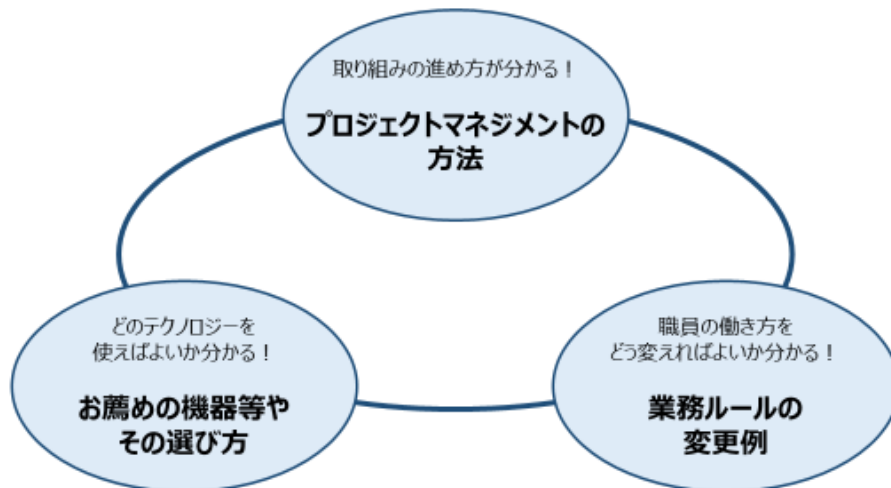 取り組みの進め方が分かる！
プロジェクトマネジメントの
方法
どのテクノロジーを
使えばよいか分かる！
お薦めの機器等や
その選び方
職員の働き方を
どう変えればよいか分かる！
業務ルールの
変更例